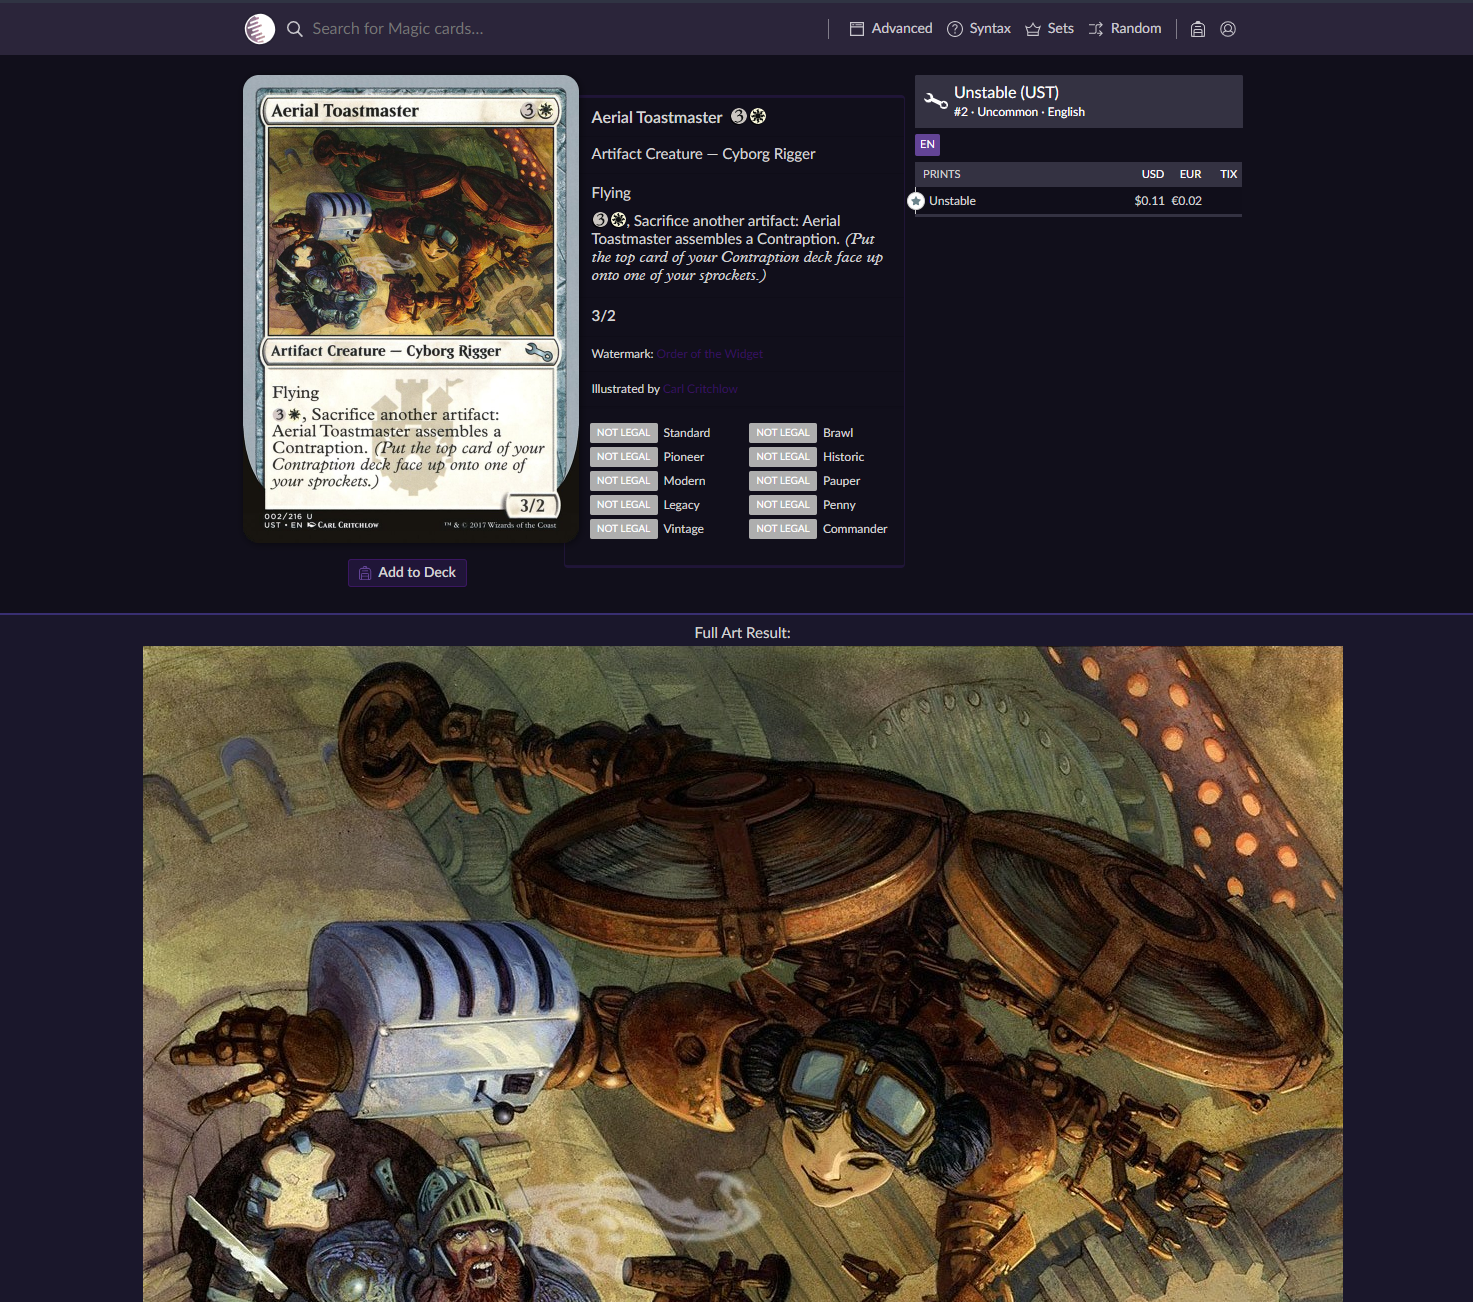 Search for Magic cards...
Advanced
Syntax
Sets
Random
Aerial Toastmaster 3
Artifact Creature — Cyborg Rigger
Flying
3, Sacrifice another artifact:
Aerial Toastmaster assembles a
Contraption. (Put the top card of your
Contraption deck face up onto one of
your sprockets.)
3/2
002/216 U
UST • EN Carl Critchlow
™ & © 2017 Wizards of the Coast
Add to Deck
Aerial Toastmaster 3
Artifact Creature — Cyborg Rigger
Flying
3, Sacrifice another artifact: Aerial
Toastmaster assembles a Contraption. (Put
the top card of your Contraption deck face up
onto one of your sprockets.)
3/2
Watermark: Order of the Widget
Illustrated by Carl Critchlow
NOT LEGAL Standard NOT LEGAL Brawl
NOT LEGAL Pioneer NOT LEGAL Historic
NOT LEGAL Modern NOT LEGAL Pauper
NOT LEGAL Legacy NOT LEGAL Penny
NOT LEGAL Vintage NOT LEGAL Commander
Unstable (UST)
#2 · Uncommon · English
EN
PRINTS USD EUR TIX
Unstable $0.11 €0.02
Full Art Result: